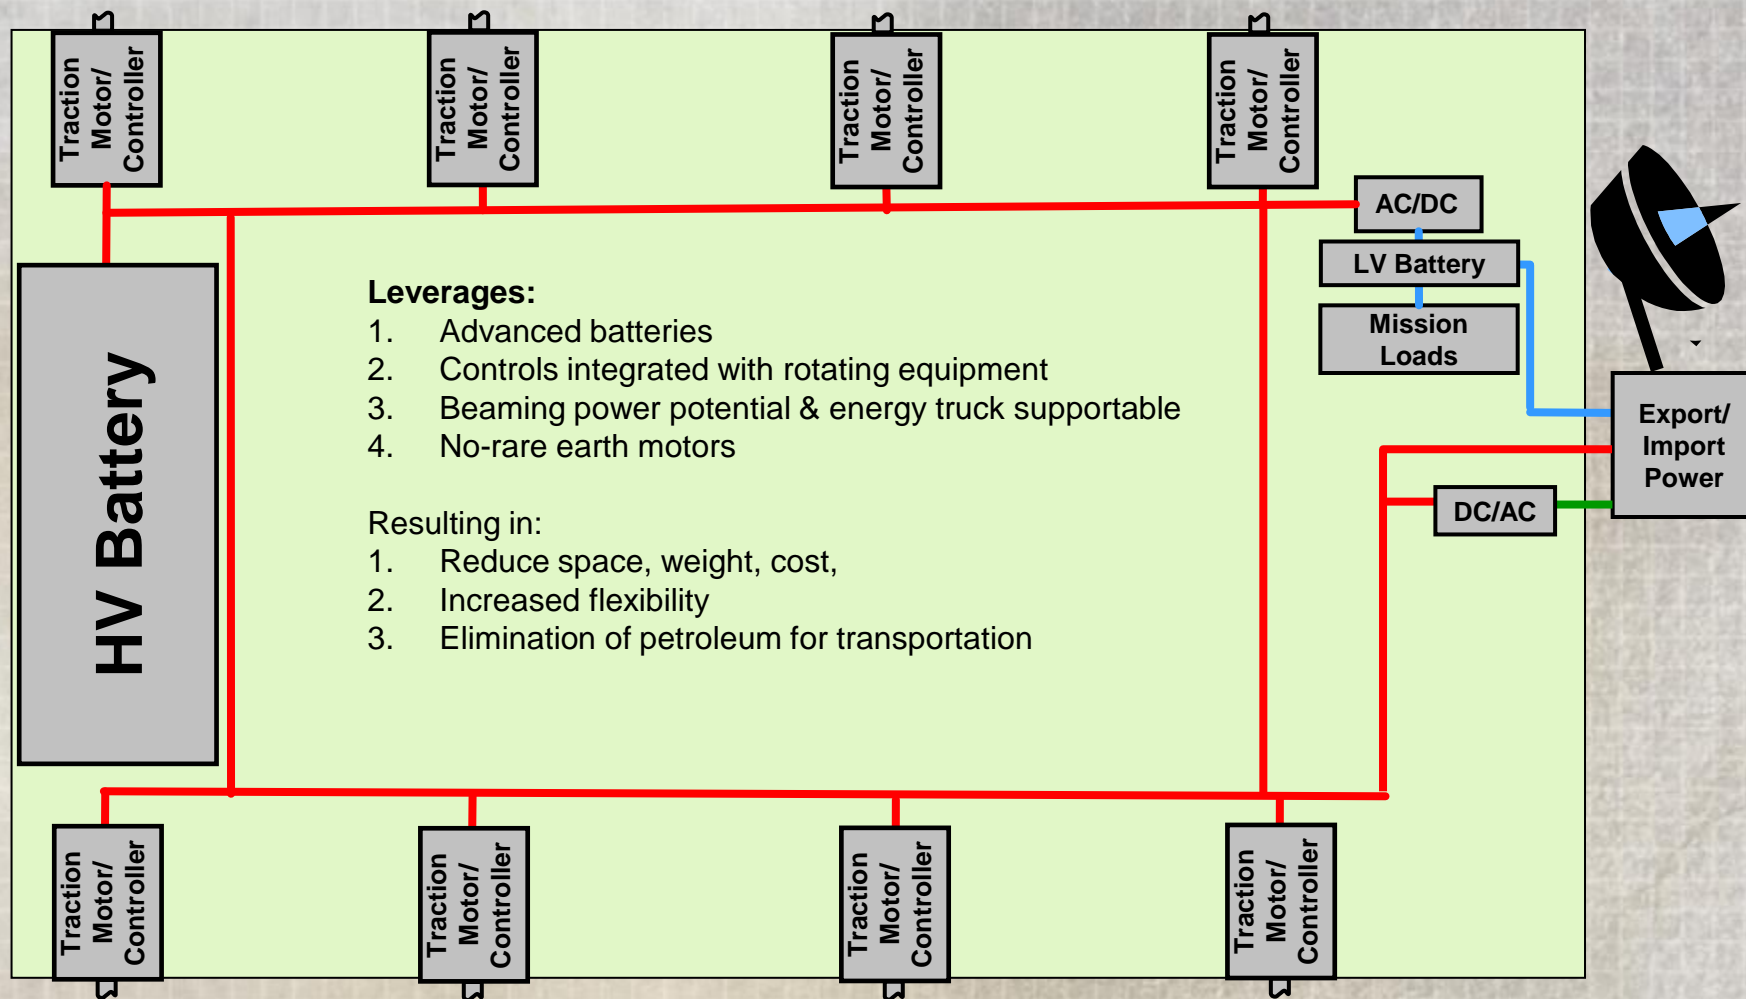 Traction
Motor/
Controller
Traction
Motor/
Controller
Traction
Motor/
Controller
Traction
Motor/
Controller
AC/DC
LV Battery
Mission
Loads
Export/
Import
Power
DC/AC
HV Battery
Leverages:
1. Advanced batteries
2. Controls integrated with rotating equipment
3. Beaming power potential & energy truck supportable
4. No-rare earth motors
Resulting in:
1. Reduce space, weight, cost,
2. Increased flexibility
3. Elimination of petroleum for transportation
Traction
Motor/
Controller
Traction
Motor/
Controller
Traction
Motor/
Controller
Traction
Motor/
Controller